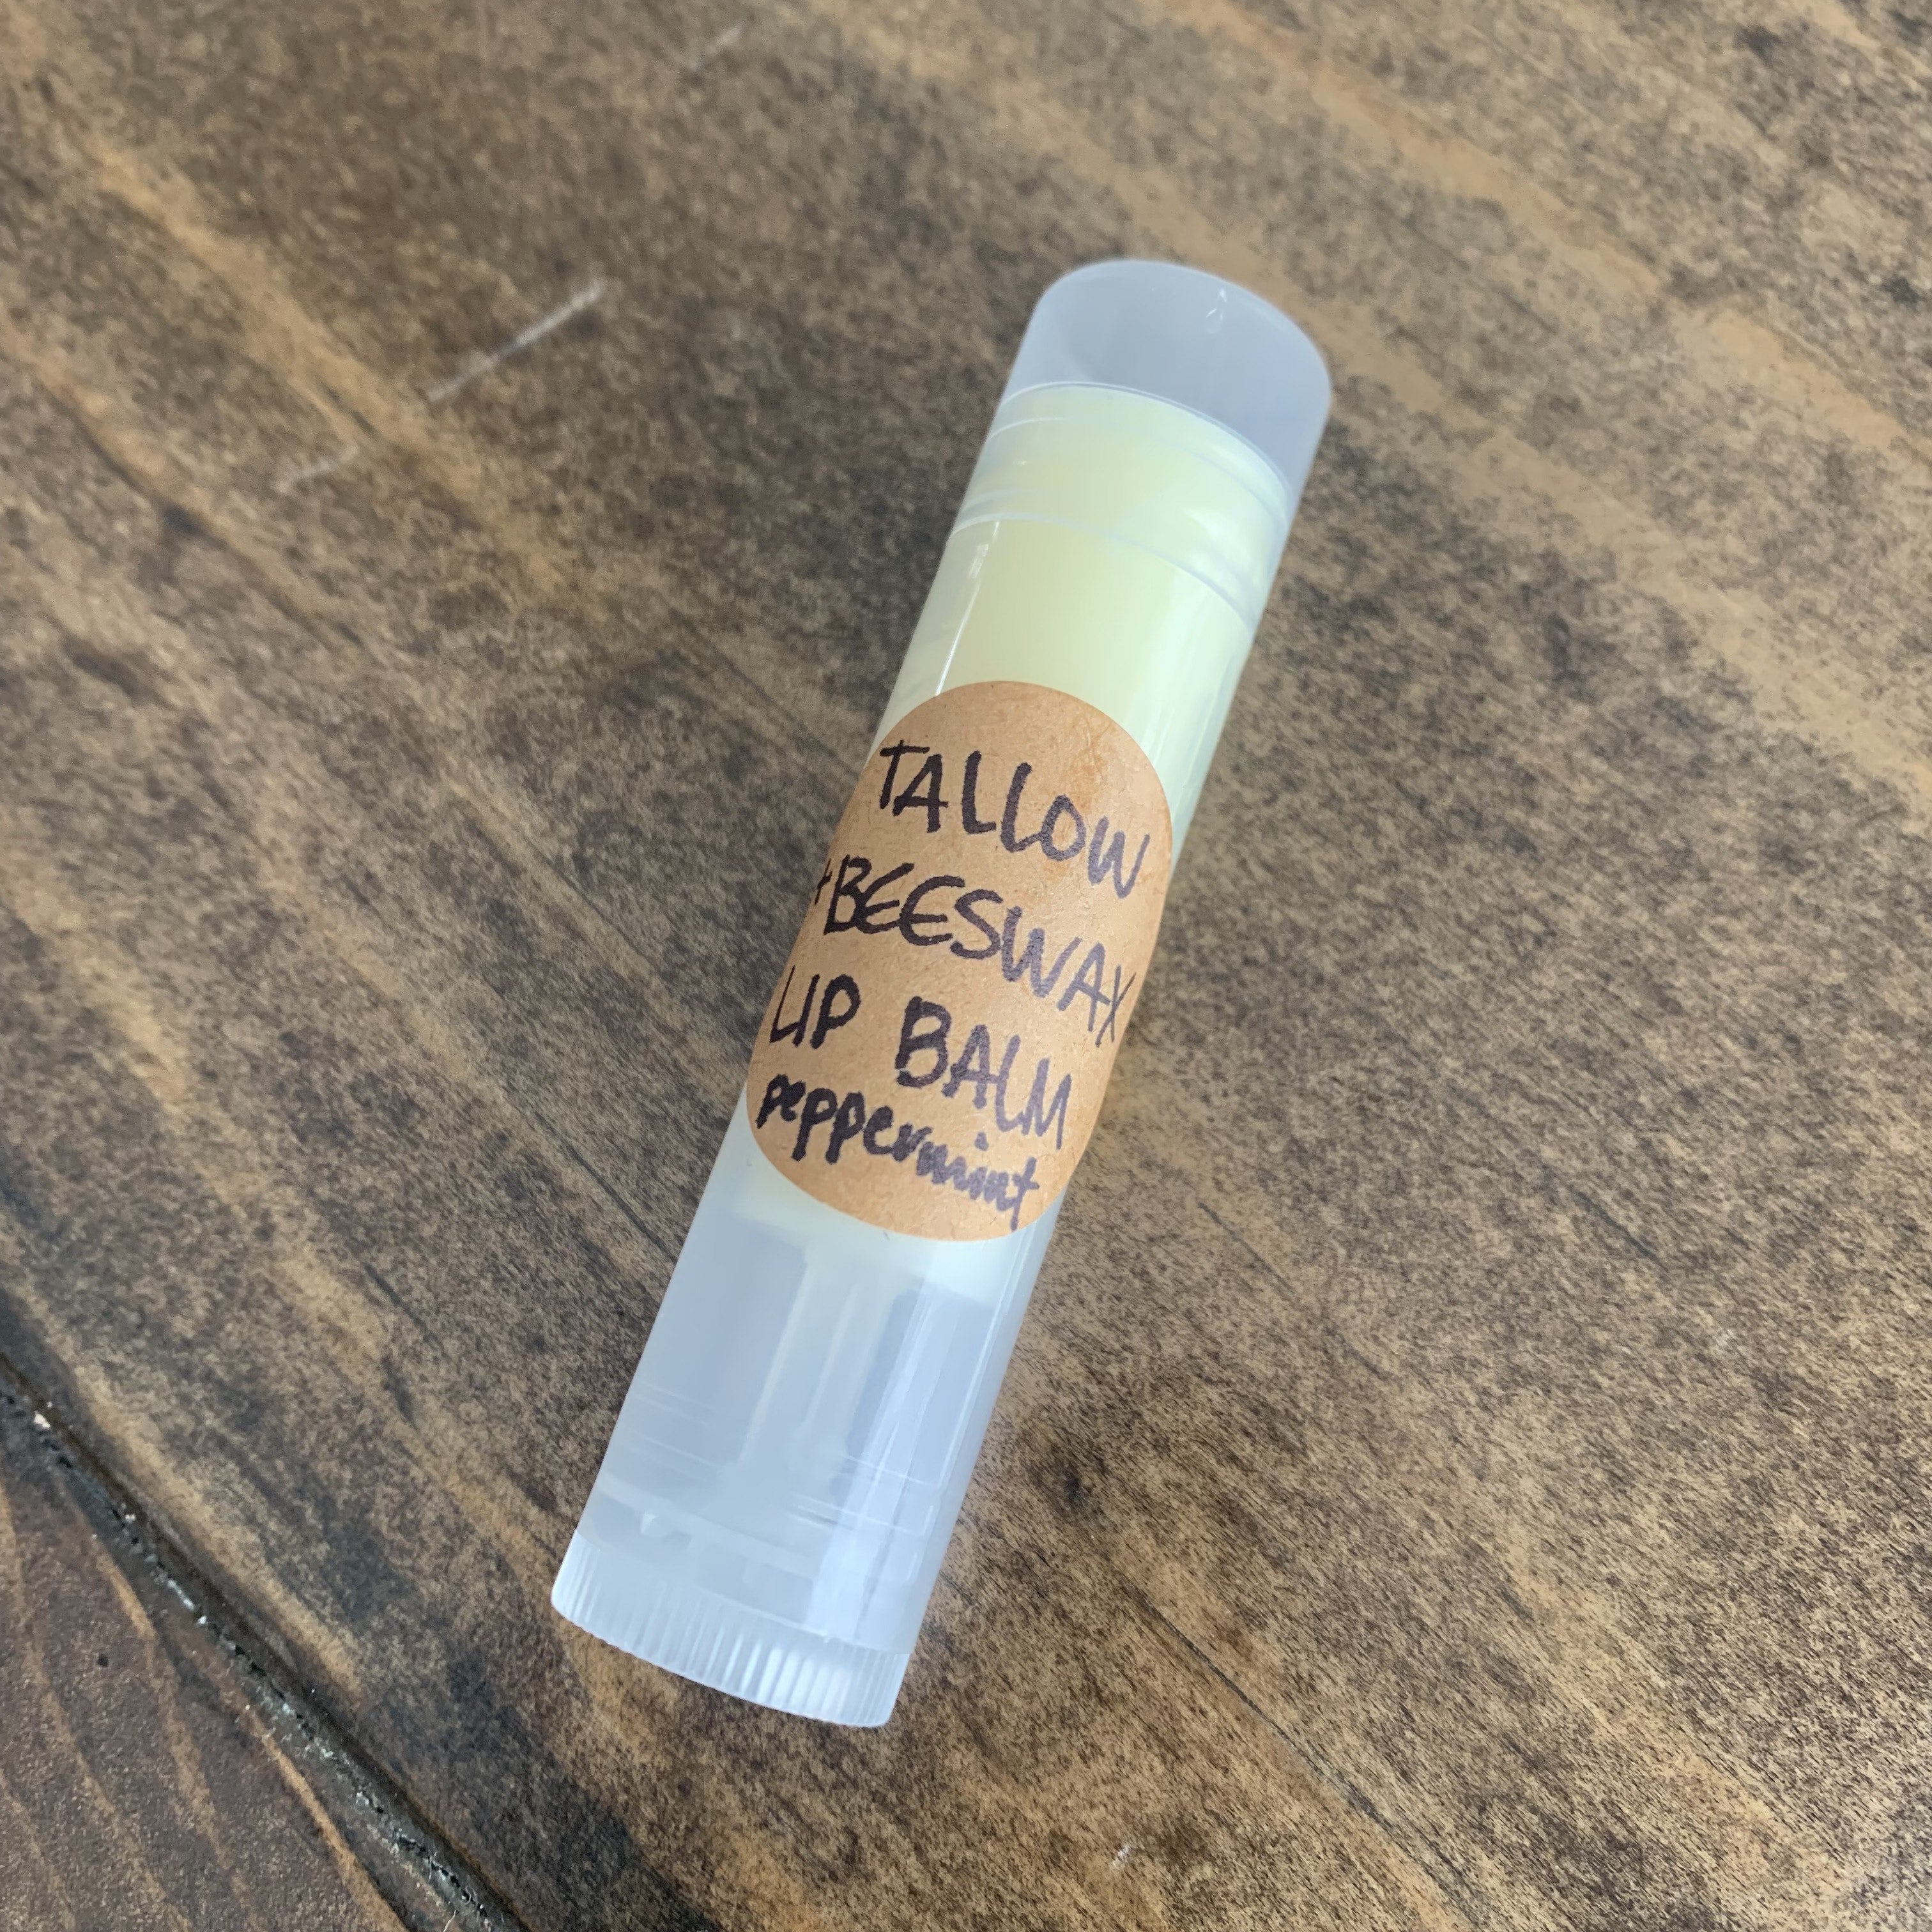 TALLOW
+BEESWAX
LIP BALM
peppermint